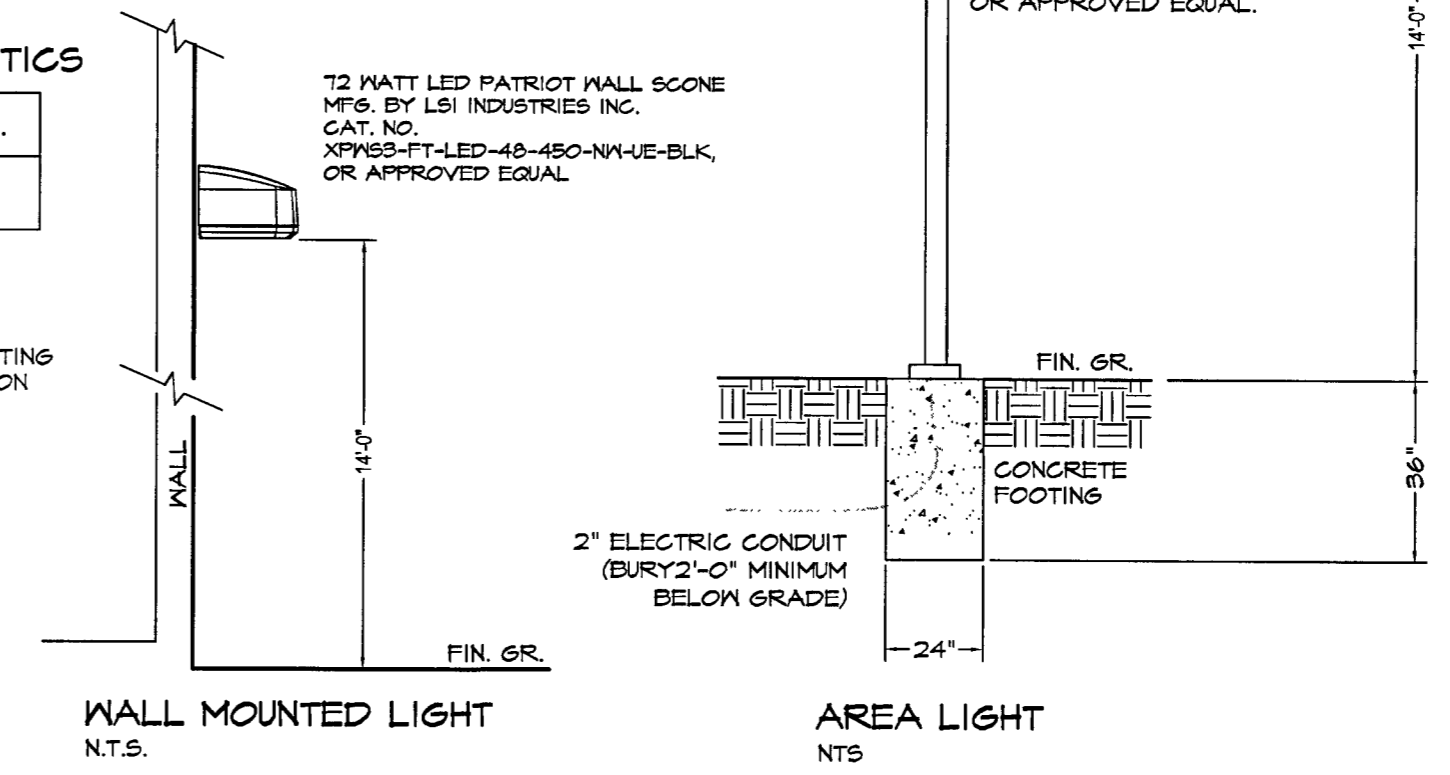 TICS
.
TING
ON
72 WATT LED PATRIOT WALL SCONE
MFG. BY LSI INDUSTRIES INC.
CAT. NO.
XPWS3-FT-LED-48-450-NW-UE-BLK,
OR APPROVED EQUAL
14'-0"
WALL
FIN. GR.
WALL MOUNTED LIGHT
N.T.S.
OR APPROVED EQUAL.
14'-0"
FIN. GR.
CONCRETE
FOOTING
36"
2" ELECTRIC CONDUIT
(BURY2'-0" MINIMUM
BELOW GRADE)
24"
AREA LIGHT
NTS